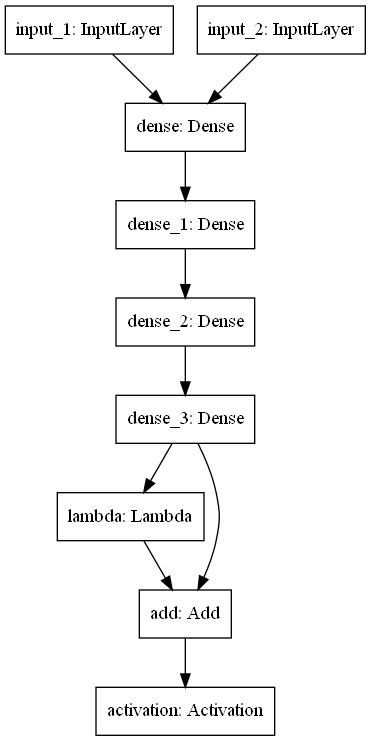 input_1: InputLayer
input_2: InputLayer
dense: Dense
dense_1: Dense
dense_2: Dense
dense_3: Dense
lambda: Lambda
add: Add
activation: Activation